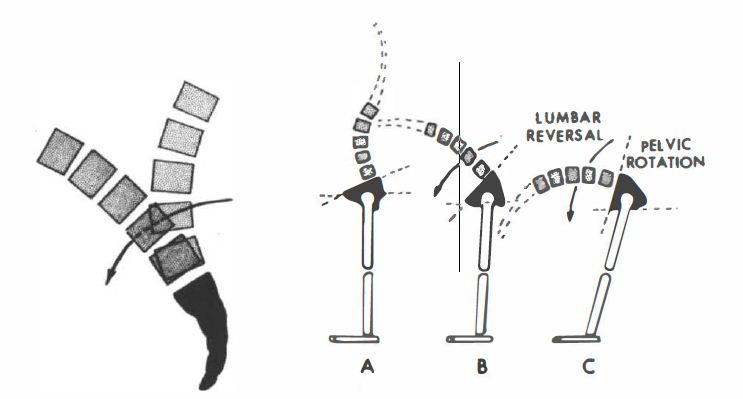 LUMBAR
REVERSAL
PELVIC
ROTATION
A
B
C